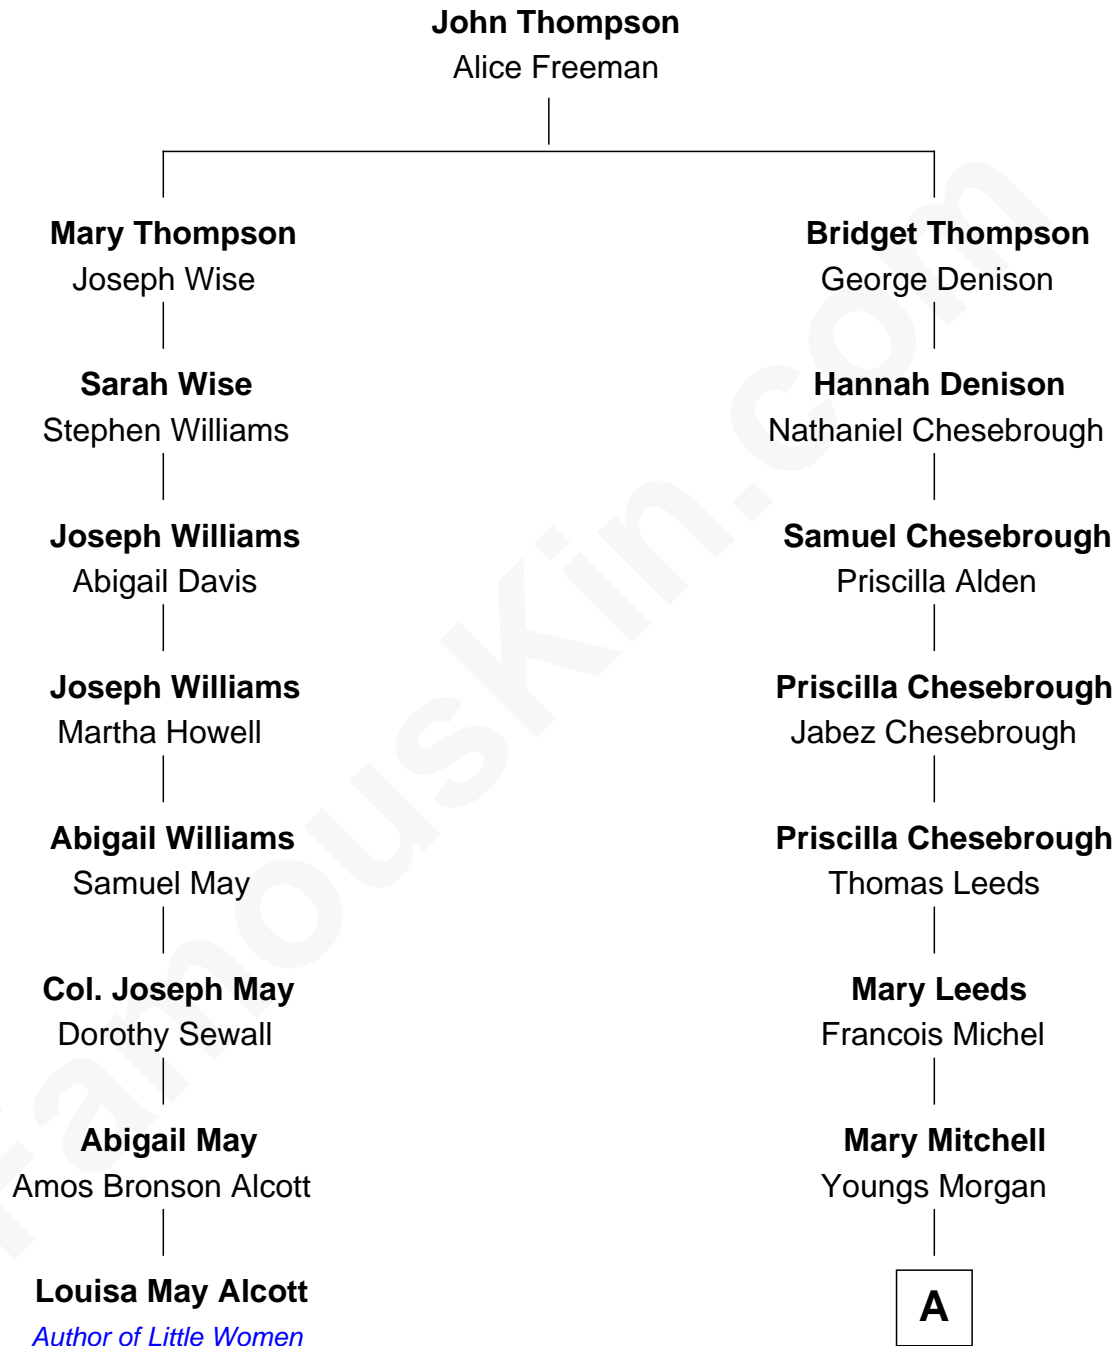 John Thompson
Alice Freeman
Mary Thompson
Joseph Wise
Bridget Thompson
George Denison
Sarah Wise
Stephen Williams
Hannah Denison
Nathaniel Chesebrough
Joseph Williams
Abigail Davis
Samuel Chesebrough
Priscilla Alden
Joseph Williams
Martha Howell
Priscilla Chesebrough
Jabez Chesebrough
Abigail Williams
Samuel May
Priscilla Chesebrough
Thomas Leeds
Col. Joseph May
Dorothy Sewall
Mary Leeds
Francois Michel
Abigail May
Amos Bronson Alcott
Mary Mitchell
Youngs Morgan
Louisa May Alcott
Author of Little Women
A
FamousKin.com